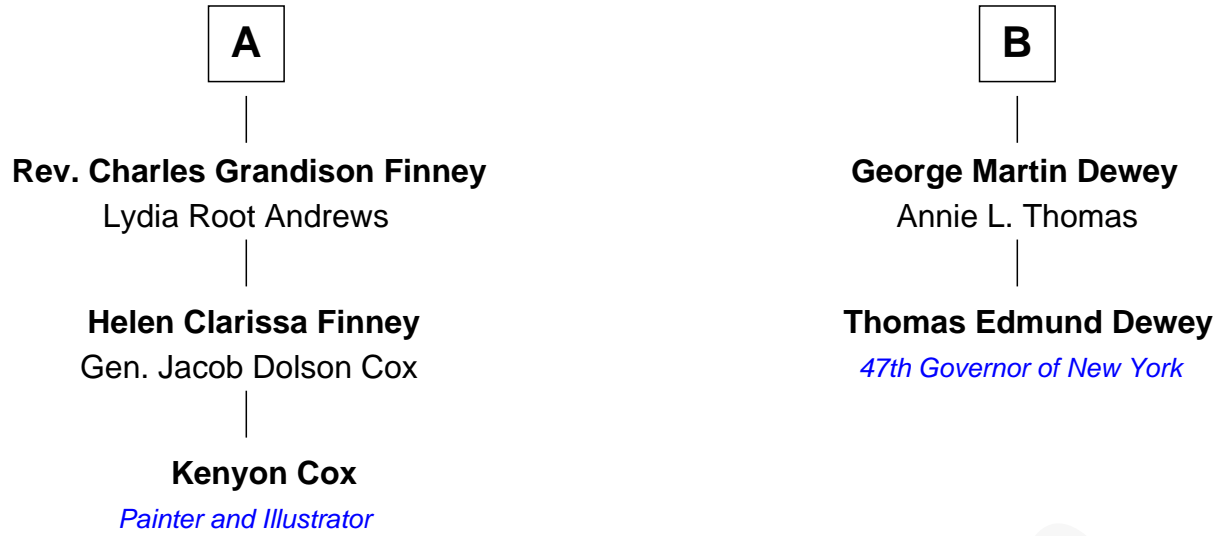 A
Rev. Charles Grandison Finney
Lydia Root Andrews
Helen Clarissa Finney
Gen. Jacob Dolson Cox
Kenyon Cox
Painter and Illustrator
B
George Martin Dewey
Annie L. Thomas
Thomas Edmund Dewey
47th Governor of New York